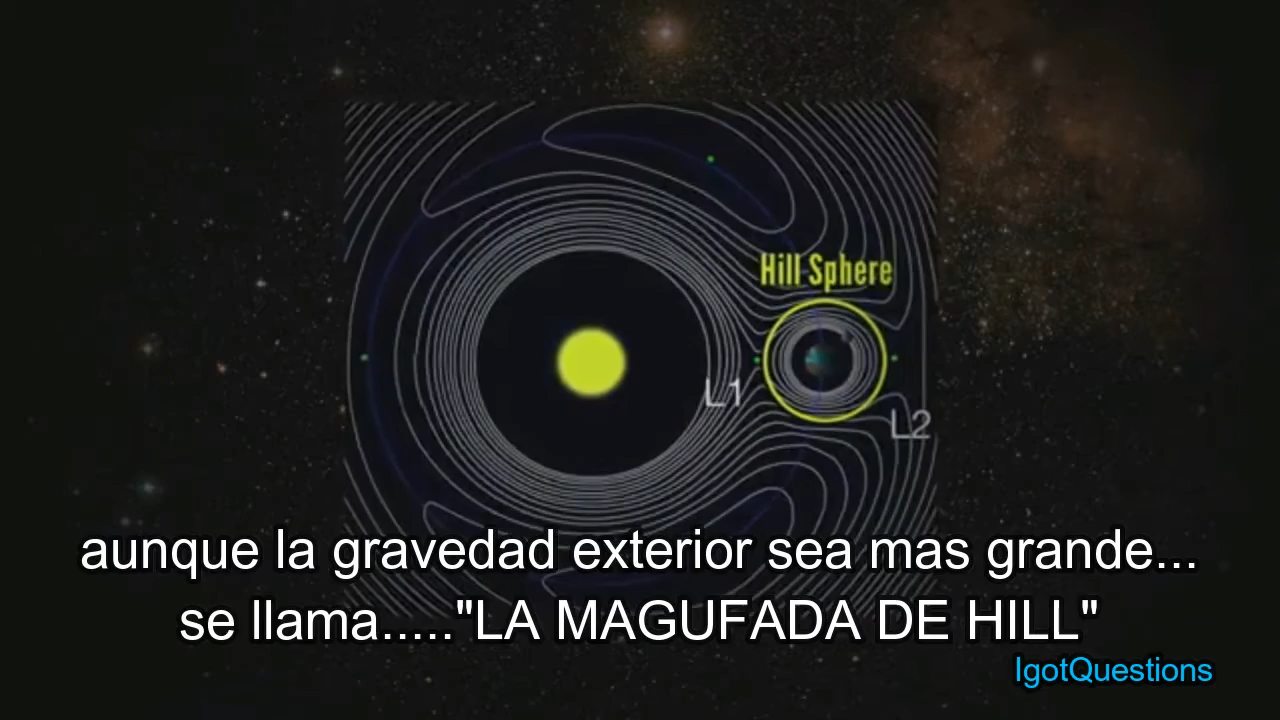 Hill Sphere
L1
L2
aunque la gravedad exterior sea mas grande...
se llama....."LA MAGUFADA DE HILL"
IgotQuestions